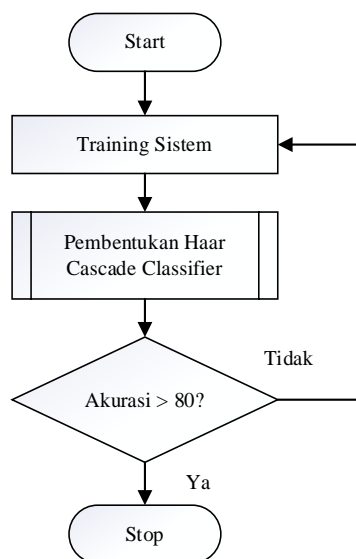 Start
Training Sistem
Pembentukan Haar
Cascade Classifier
Tidak
Akurasi > 80?
Ya
Stop